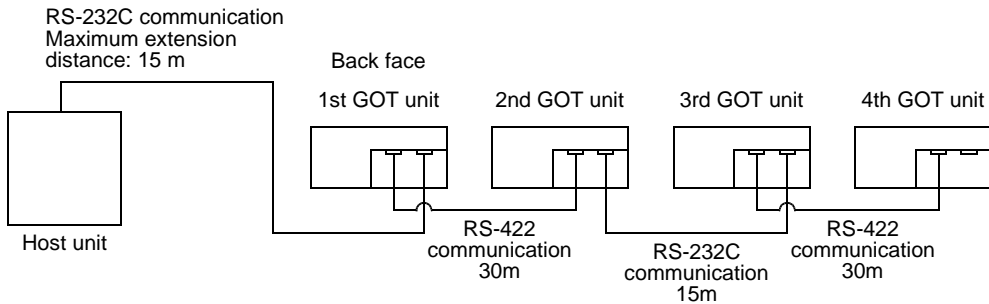 RS-232C communication
Maximum extension
distance: 15 m
Back face
1st GOT unit
2nd GOT unit
3rd GOT unit
4th GOT unit
Host unit
RS-422
communication
30m
RS-232C
communication
15m
RS-422
communication
30m